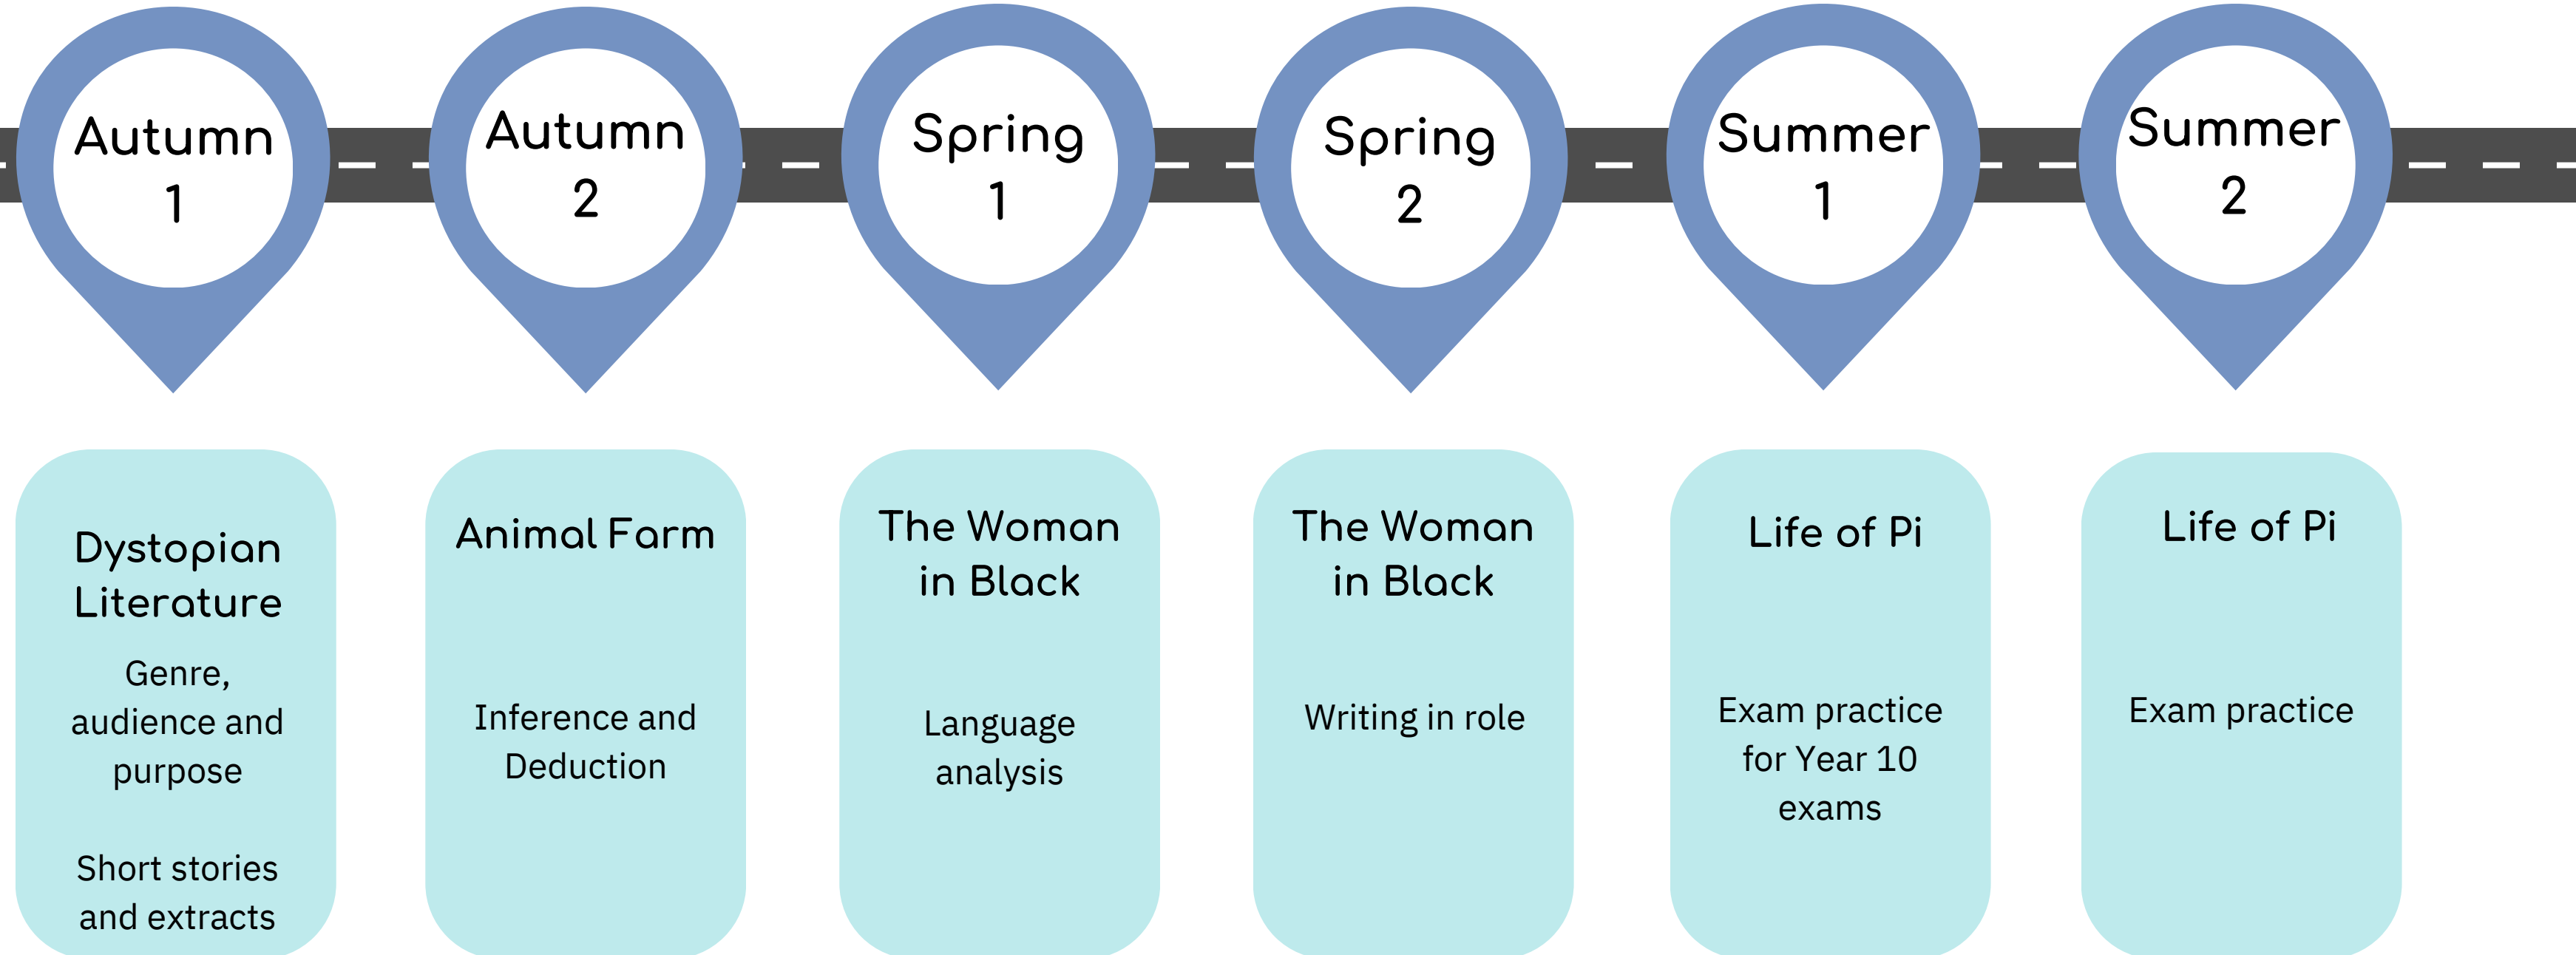 Autumn
1
Autumn
2
Spring
1
Spring
2
Summer
1
Summer
2
Dystopian
Literature
Genre,
audience and
purpose
Short stories
and extracts
Animal Farm
Inference and
Deduction
The Woman
in Black
Language
analysis
The Woman
in Black
Writing in role
Life of Pi
Exam practice
for Year 10
exams
Life of Pi
Exam practice